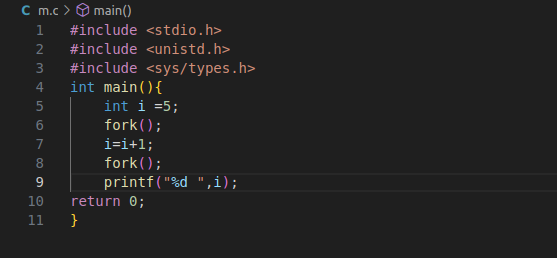 C m.c > main()
1 #include <stdio.h>
2 #include <unistd.h>
3 #include <sys/types.h>
4 int main(){
5     int i =5;
6     fork();
7     i=i+1;
8     fork();
9     printf("%d ",i);
10 return 0;
11 }